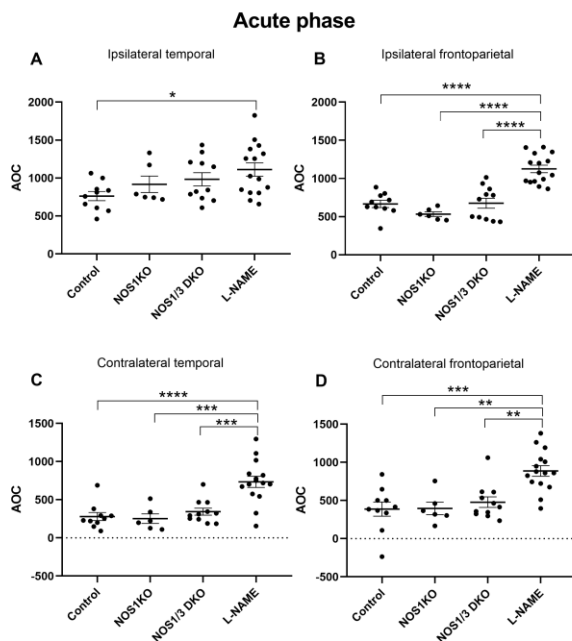 Acute phase
A
Ipsilateral temporal
*
AOC
2000
1500
1000
500
0
Control
NOS1KO
NOS1/3 DKO
L-NAME
B
Ipsilateral frontoparietal
****
****
****
AOC
2000
1500
1000
500
0
Control
NOS1KO
NOS1/3 DKO
L-NAME
C
Contralateral temporal
****
***
***
AOC
1500
1000
500
0
-500
Control
NOS1KO
NOS1/3 DKO
L-NAME
D
Contralateral frontoparietal
***
**
**
AOC
1500
1000
500
0
-500
Control
NOS1KO
NOS1/3 DKO
L-NAME